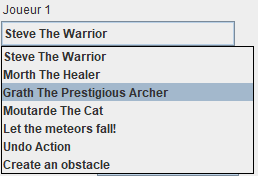 Joueur 1
Steve The Warrior
Steve The Warrior
Morth The Healer
Grath The Prestigious Archer
Moutarde The Cat
Let the meteors fall!
Undo Action
Create an obstacle